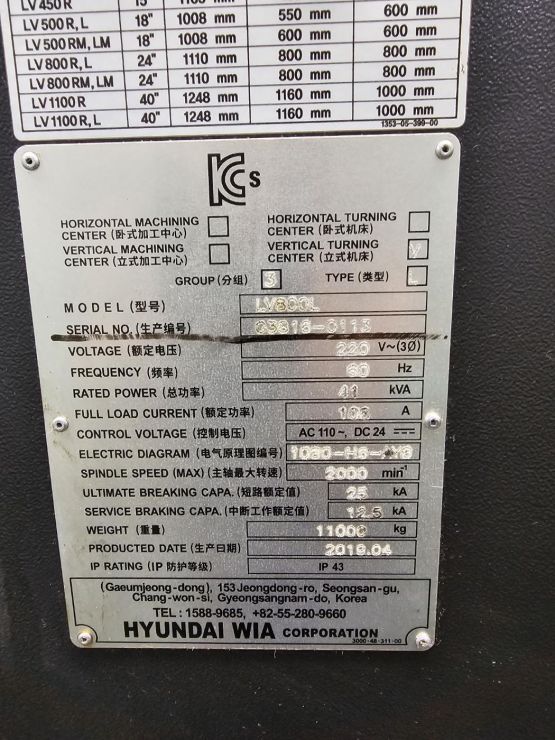 LV 450 R 15"
LV 500 R, L 18" 1008 mm 550 mm 600 mm
LV 500 RM, LM 18" 1008 mm 600 mm 600 mm
LV 800 R, L 24" 1110 mm 800 mm 800 mm
LV 800 RM, LM 24" 1110 mm 800 mm 800 mm
LV 1100 R 40" 1248 mm 1160 mm 1000 mm
LV 1100 R, L 40" 1248 mm 1160 mm 1000 mm
1353-05-399-00
KC s
HORIZONTAL MACHINING CENTER (卧式加工中心)
HORIZONTAL TURNING CENTER (卧式机床)
VERTICAL MACHINING CENTER (立式加工中心)
VERTICAL TURNING CENTER (立式机床) V
GROUP (分组) 3 TYPE (类型) L
MODEL (型号) LV800L
SERIAL NO. (生产编号)
VOLTAGE (额定电压) 220 V~(3Ø)
FREQUENCY (频率) 60 Hz
RATED POWER (总功率) 41 kVA
FULL LOAD CURRENT (额定功率) A
CONTROL VOLTAGE (控制电压) AC 110 ~, DC 24
ELECTRIC DIAGRAM (电气原理图编号)
SPINDLE SPEED (MAX) (主轴最大转速) 2000 min⁻¹
ULTIMATE BREAKING CAPA. (短路额定值) 25 kA
SERVICE BRAKING CAPA. (中断工作额定值) 12.5 kA
WEIGHT (重量) 11000 kg
PRODUCTED DATE (生产日期) 2019.04
IP RATING (IP 防护等级) IP 43
(Gaeumjeong-dong), 153 Jeongdong-ro, Seongsan-gu,
Chang-won-si, Gyeongsangnam-do, Korea
TEL : 1588-9685, +82-55-280-9660
HYUNDAI WIA CORPORATION
3000-48-311-00